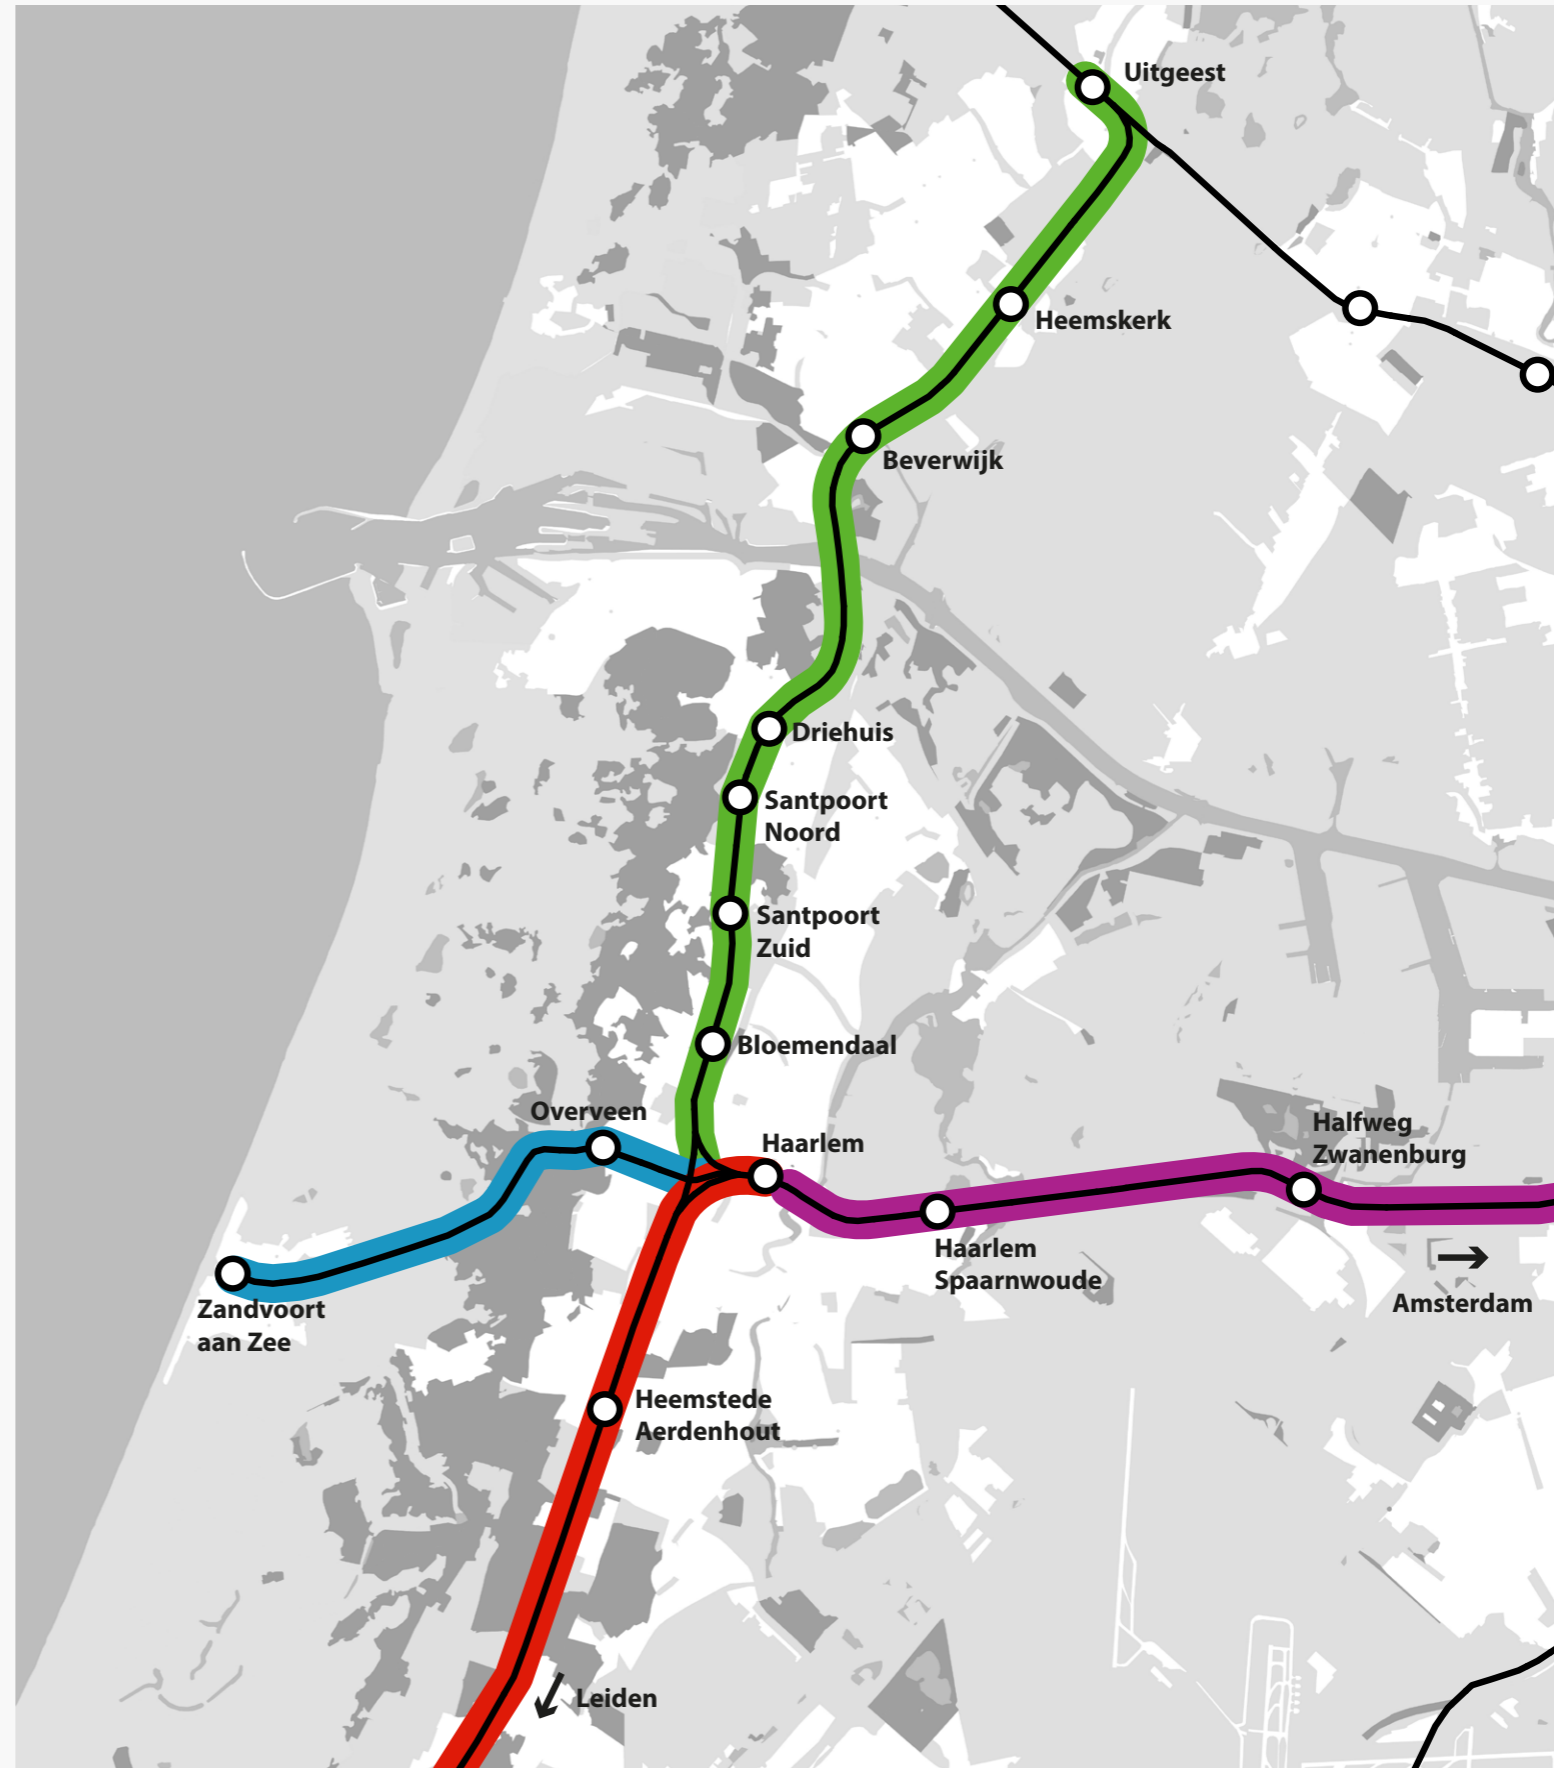 Uitgeest
Heemskerk
Beverwijk
Driehuis
Santpoort
Noord
Santpoort
Zuid
Bloemendaal
Overveen
Haarlem
Halfweg
Zwanenburg
Haarlem
Spaarnwoude
→
Amsterdam
Zandvoort
aan Zee
Heemstede
Aerdenhout
↙ Leiden